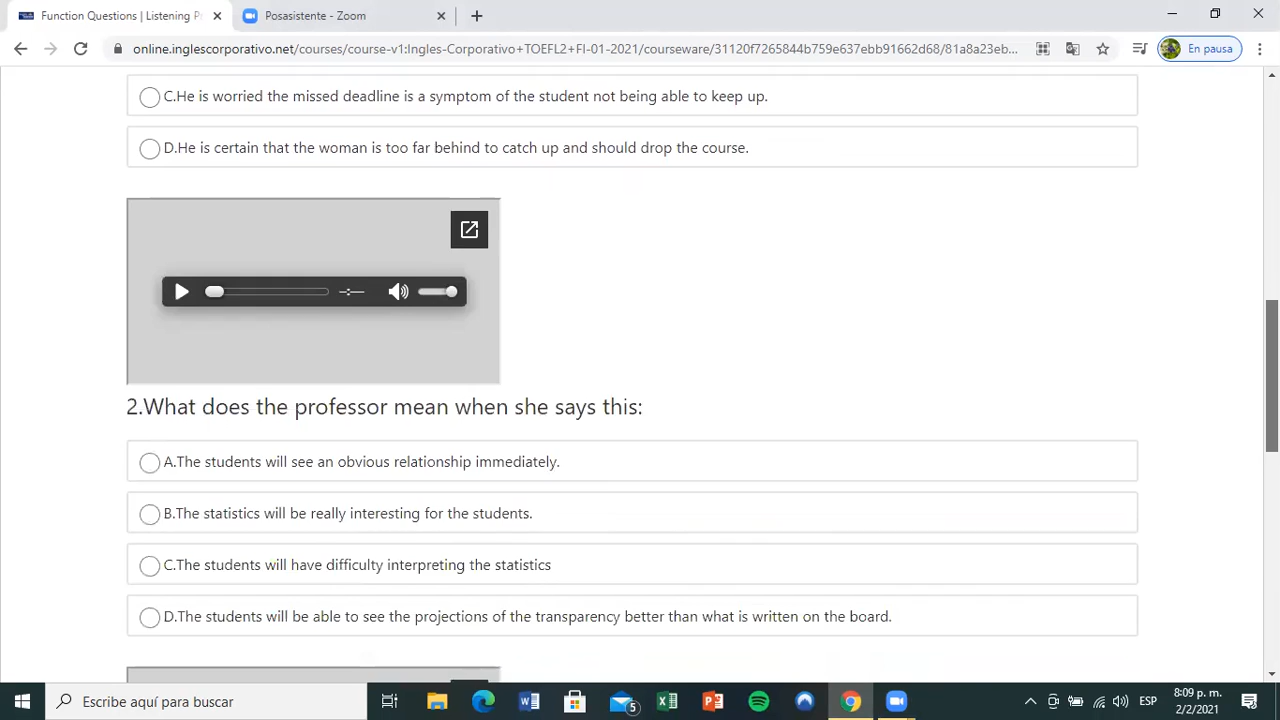 Function Questions | Listening P
Posasistente - Zoom
online.inglescorporativo.net/courses/course-v1:Ingles-Corporativo+TOEFL2+FI-01-2021/courseware/31120f7265844b759e637ebb91662d68/81a8a23eb...
En pausa
C.He is worried the missed deadline is a symptom of the student not being able to keep up.
D.He is certain that the woman is too far behind to catch up and should drop the course.
2.What does the professor mean when she says this:
A.The students will see an obvious relationship immediately.
B.The statistics will be really interesting for the students.
C.The students will have difficulty interpreting the statistics
D.The students will be able to see the projections of the transparency better than what is written on the board.
Escribe aquí para buscar
5
ESP
8:09 p. m.
2/2/2021